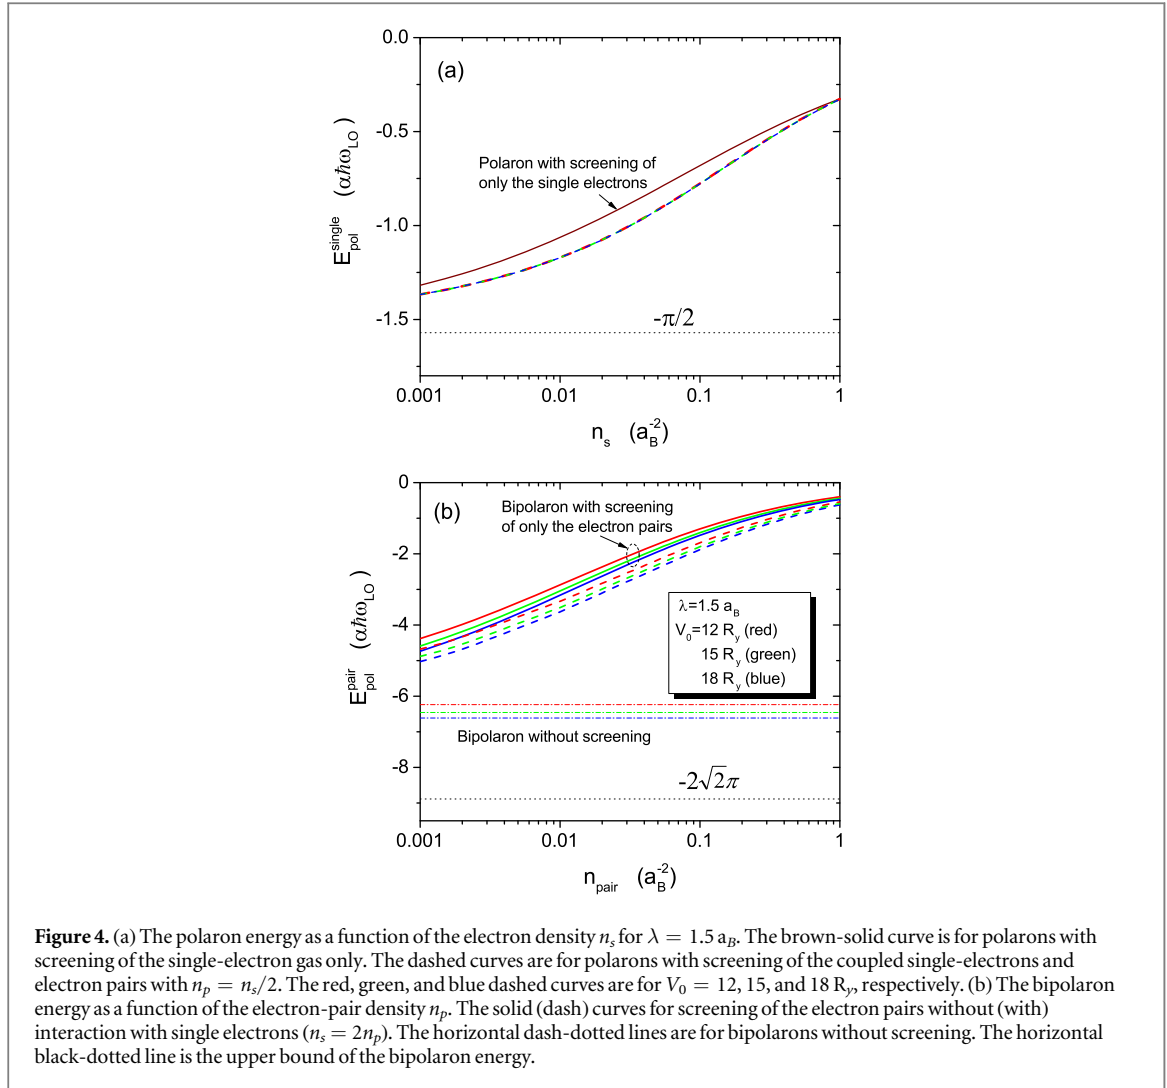 0.0
(a)
-0.5
Polaron with screening of
only the single electrons
-1.0
E_pol^single (αħω_LO)
-1.5
-π/2
0.001 0.01 0.1 1
n_s (a_B^-2)
0
(b)
Bipolaron with screening
of only the electron pairs
-2
λ=1.5 a_B
V_0=12 R_y (red)
15 R_y (green)
18 R_y (blue)
-4
E_pol^pair (αħω_LO)
-6
Bipolaron without screening
-8
-2√2π
0.001 0.01 0.1 1
n_pair (a_B^-2)
Figure 4. (a) The polaron energy as a function of the electron density n_s for λ = 1.5 a_B. The brown-solid curve is for polarons with
screening of the single-electron gas only. The dashed curves are for polarons with screening of the coupled single-electrons and
electron pairs with n_p = n_s/2. The red, green, and blue dashed curves are for V_0 = 12, 15, and 18 R_y, respectively. (b) The bipolaron
energy as a function of the electron-pair density n_p. The solid (dash) curves for screening of the electron pairs without (with)
interaction with single electrons (n_s = 2n_p). The horizontal dash-dotted lines are for bipolarons without screening. The horizontal
black-dotted line is the upper bound of the bipolaron energy.